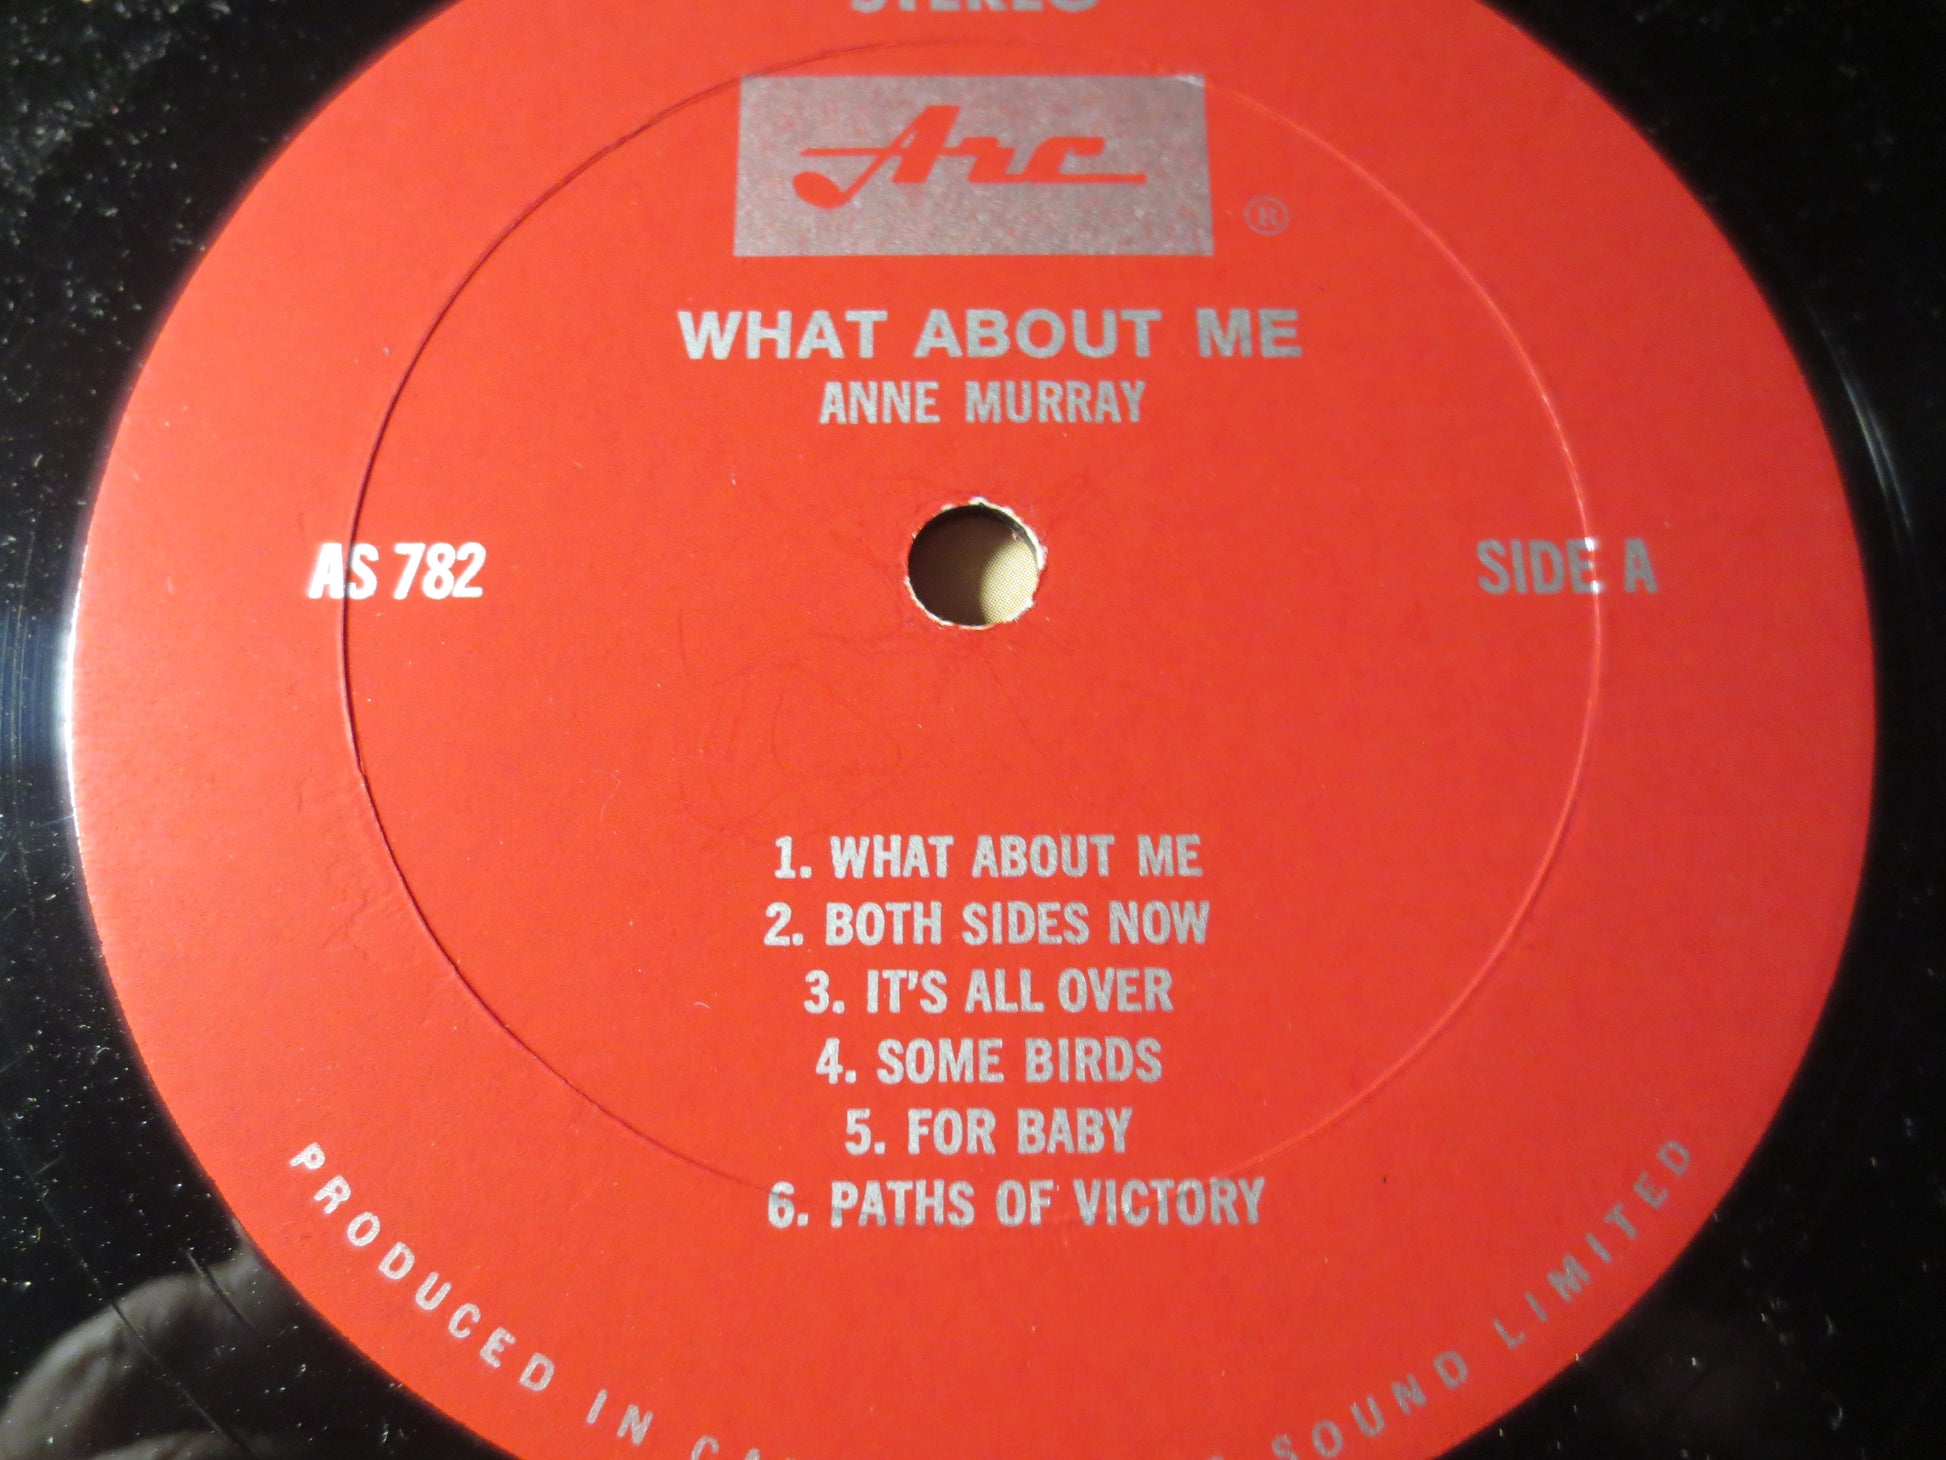 STEREO
Arc
®
WHAT ABOUT ME
ANNE MURRAY
AS 782
SIDE A
1. WHAT ABOUT ME
2. BOTH SIDES NOW
3. IT'S ALL OVER
4. SOME BIRDS
5. FOR BABY
6. PATHS OF VICTORY
PRODUCED IN SOUND LIMITED